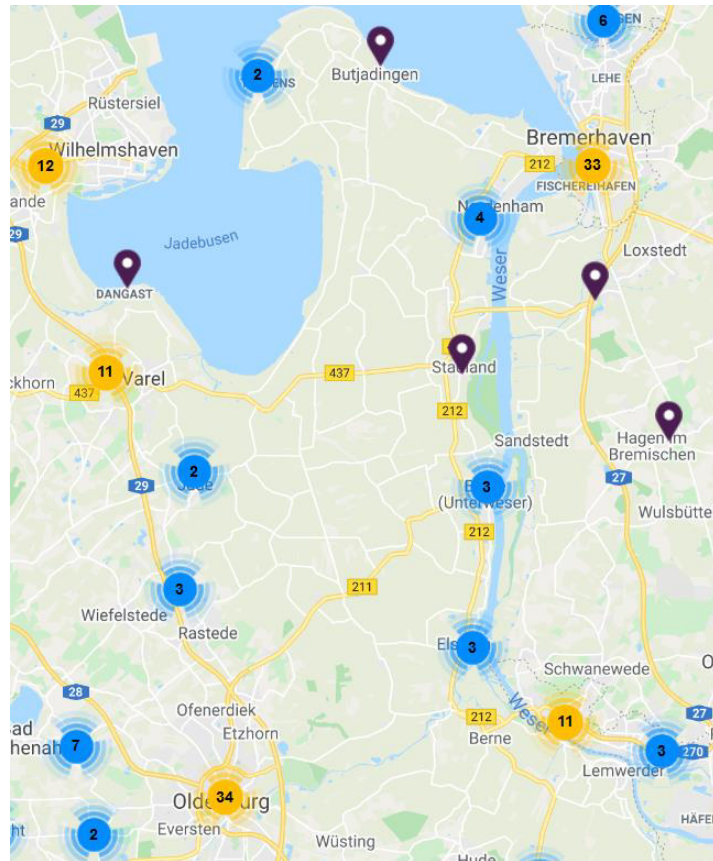 6
2
Butjadingen
LEHE
Rüstersiel
29
Wilhelmshaven
12
Bremerhaven
212
33
FISCHEREIHAFEN
4
29
Jadebusen
Weser
Loxstedt
DANGAST
11
Varel
437
437
212
Sandstedt
Hagen im
Bremischen
2
29
3
(Unterweser)
27
Wulsbütte
212
3
211
Wiefelstede
Rastede
3
Schwanewede
28
Ofenerdiek
Etzhorn
Weser
212
11
27
Berne
7
3
270
Lemwerder
34
2
Eversten
Wüsting
Hude